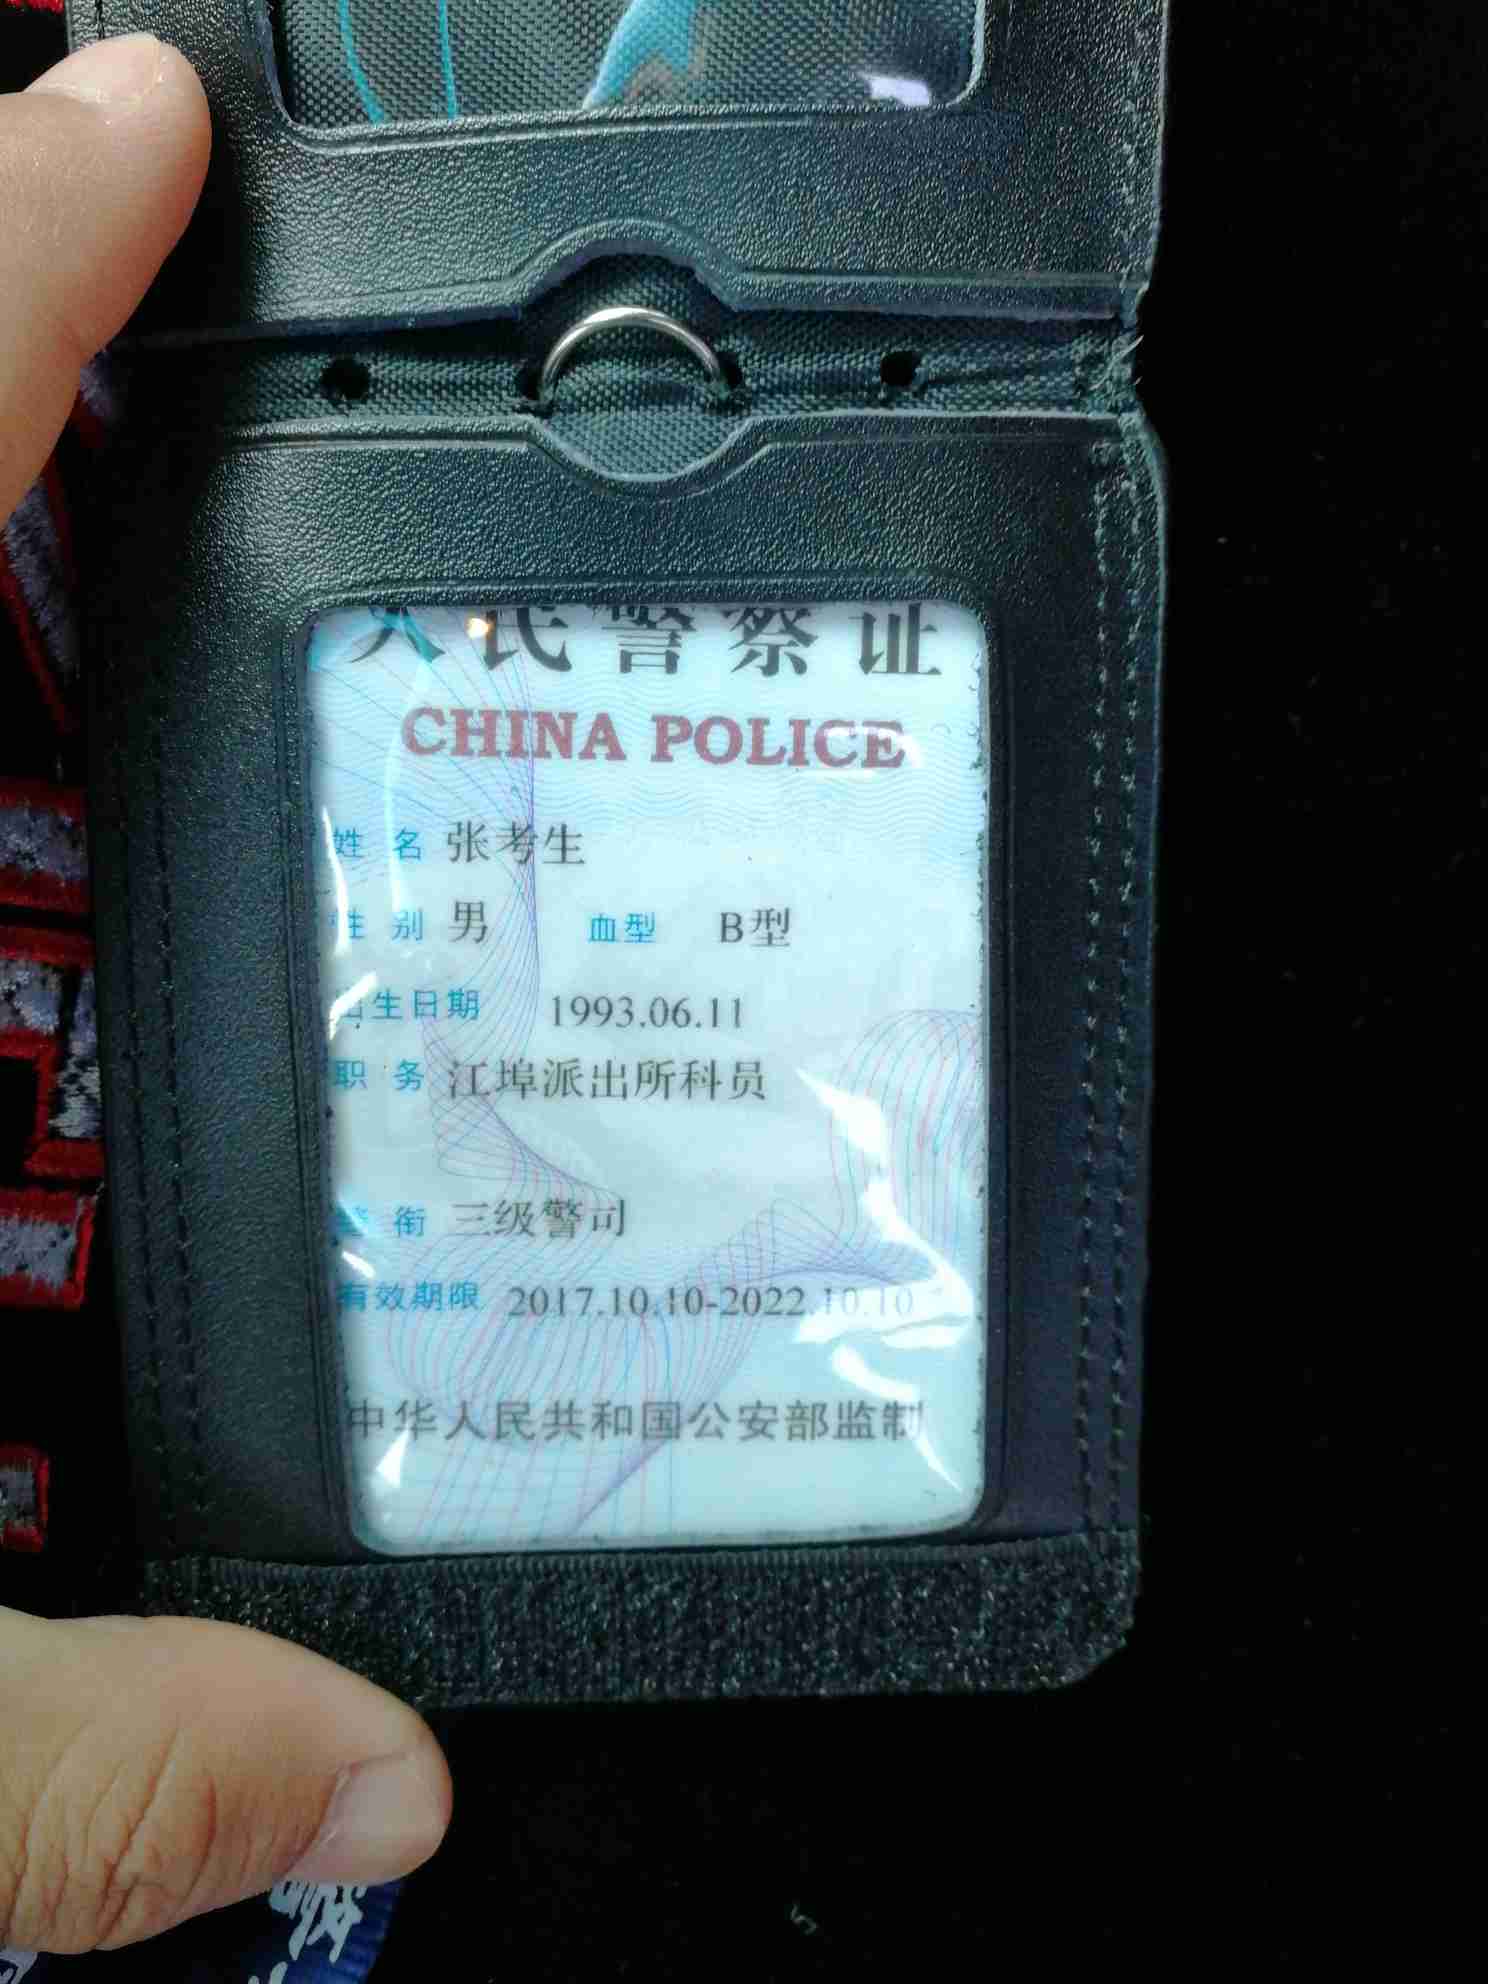 人民警察证
CHINA POLICE
姓 名 张考生
性 别 男 血型 B型
出生日期 1993.06.11
职 务 江埠派出所科员
警 衔 三级警司
有效期限 2017.10.10-2022.10.10
中华人民共和国公安部监制